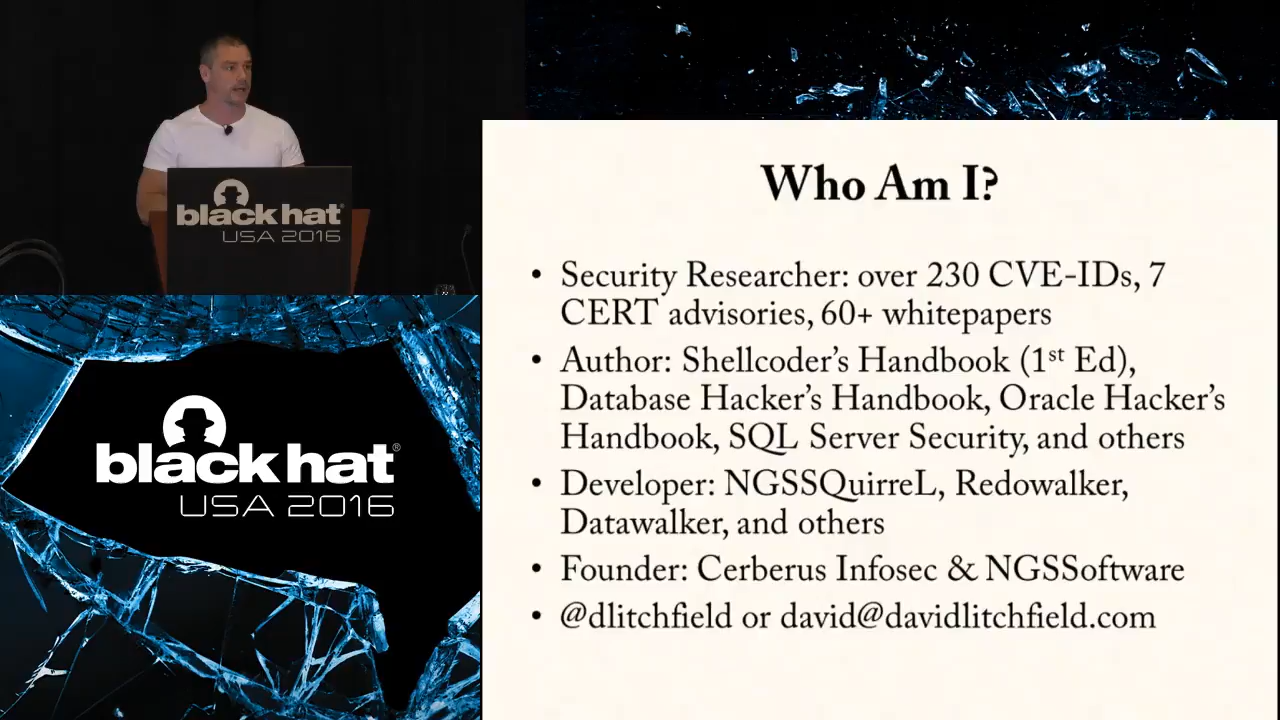 black hat
USA 2016
black hat®
USA 2016
Who Am I?
• Security Researcher: over 230 CVE-IDs, 7
CERT advisories, 60+ whitepapers
• Author: Shellcoder's Handbook (1st Ed),
Database Hacker's Handbook, Oracle Hacker's
Handbook, SQL Server Security, and others
• Developer: NGSSQuirreL, Redowalker,
Datawalker, and others
• Founder: Cerberus Infosec & NGSSoftware
• @dlitchfield or david@davidlitchfield.com